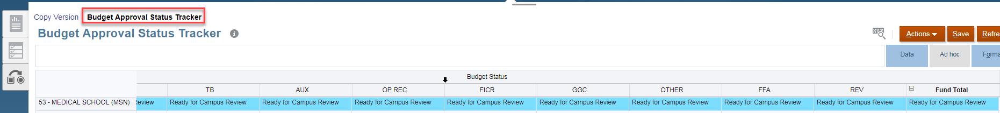 Copy Version Budget Approval Status Tracker
Budget Approval Status Tracker
Actions Save Refre
Data Ad hoc Forma
Budget Status
TB AUX OP REC FICR GGC OTHER FFA REV Fund Total
53 - MEDICAL SCHOOL (MSN) Review Ready for Campus Review Ready for Campus Review Ready for Campus Review Ready for Campus Review Ready for Campus Review Ready for Campus Review Ready for Campus Review Ready for Campus Review Ready for Campus Review